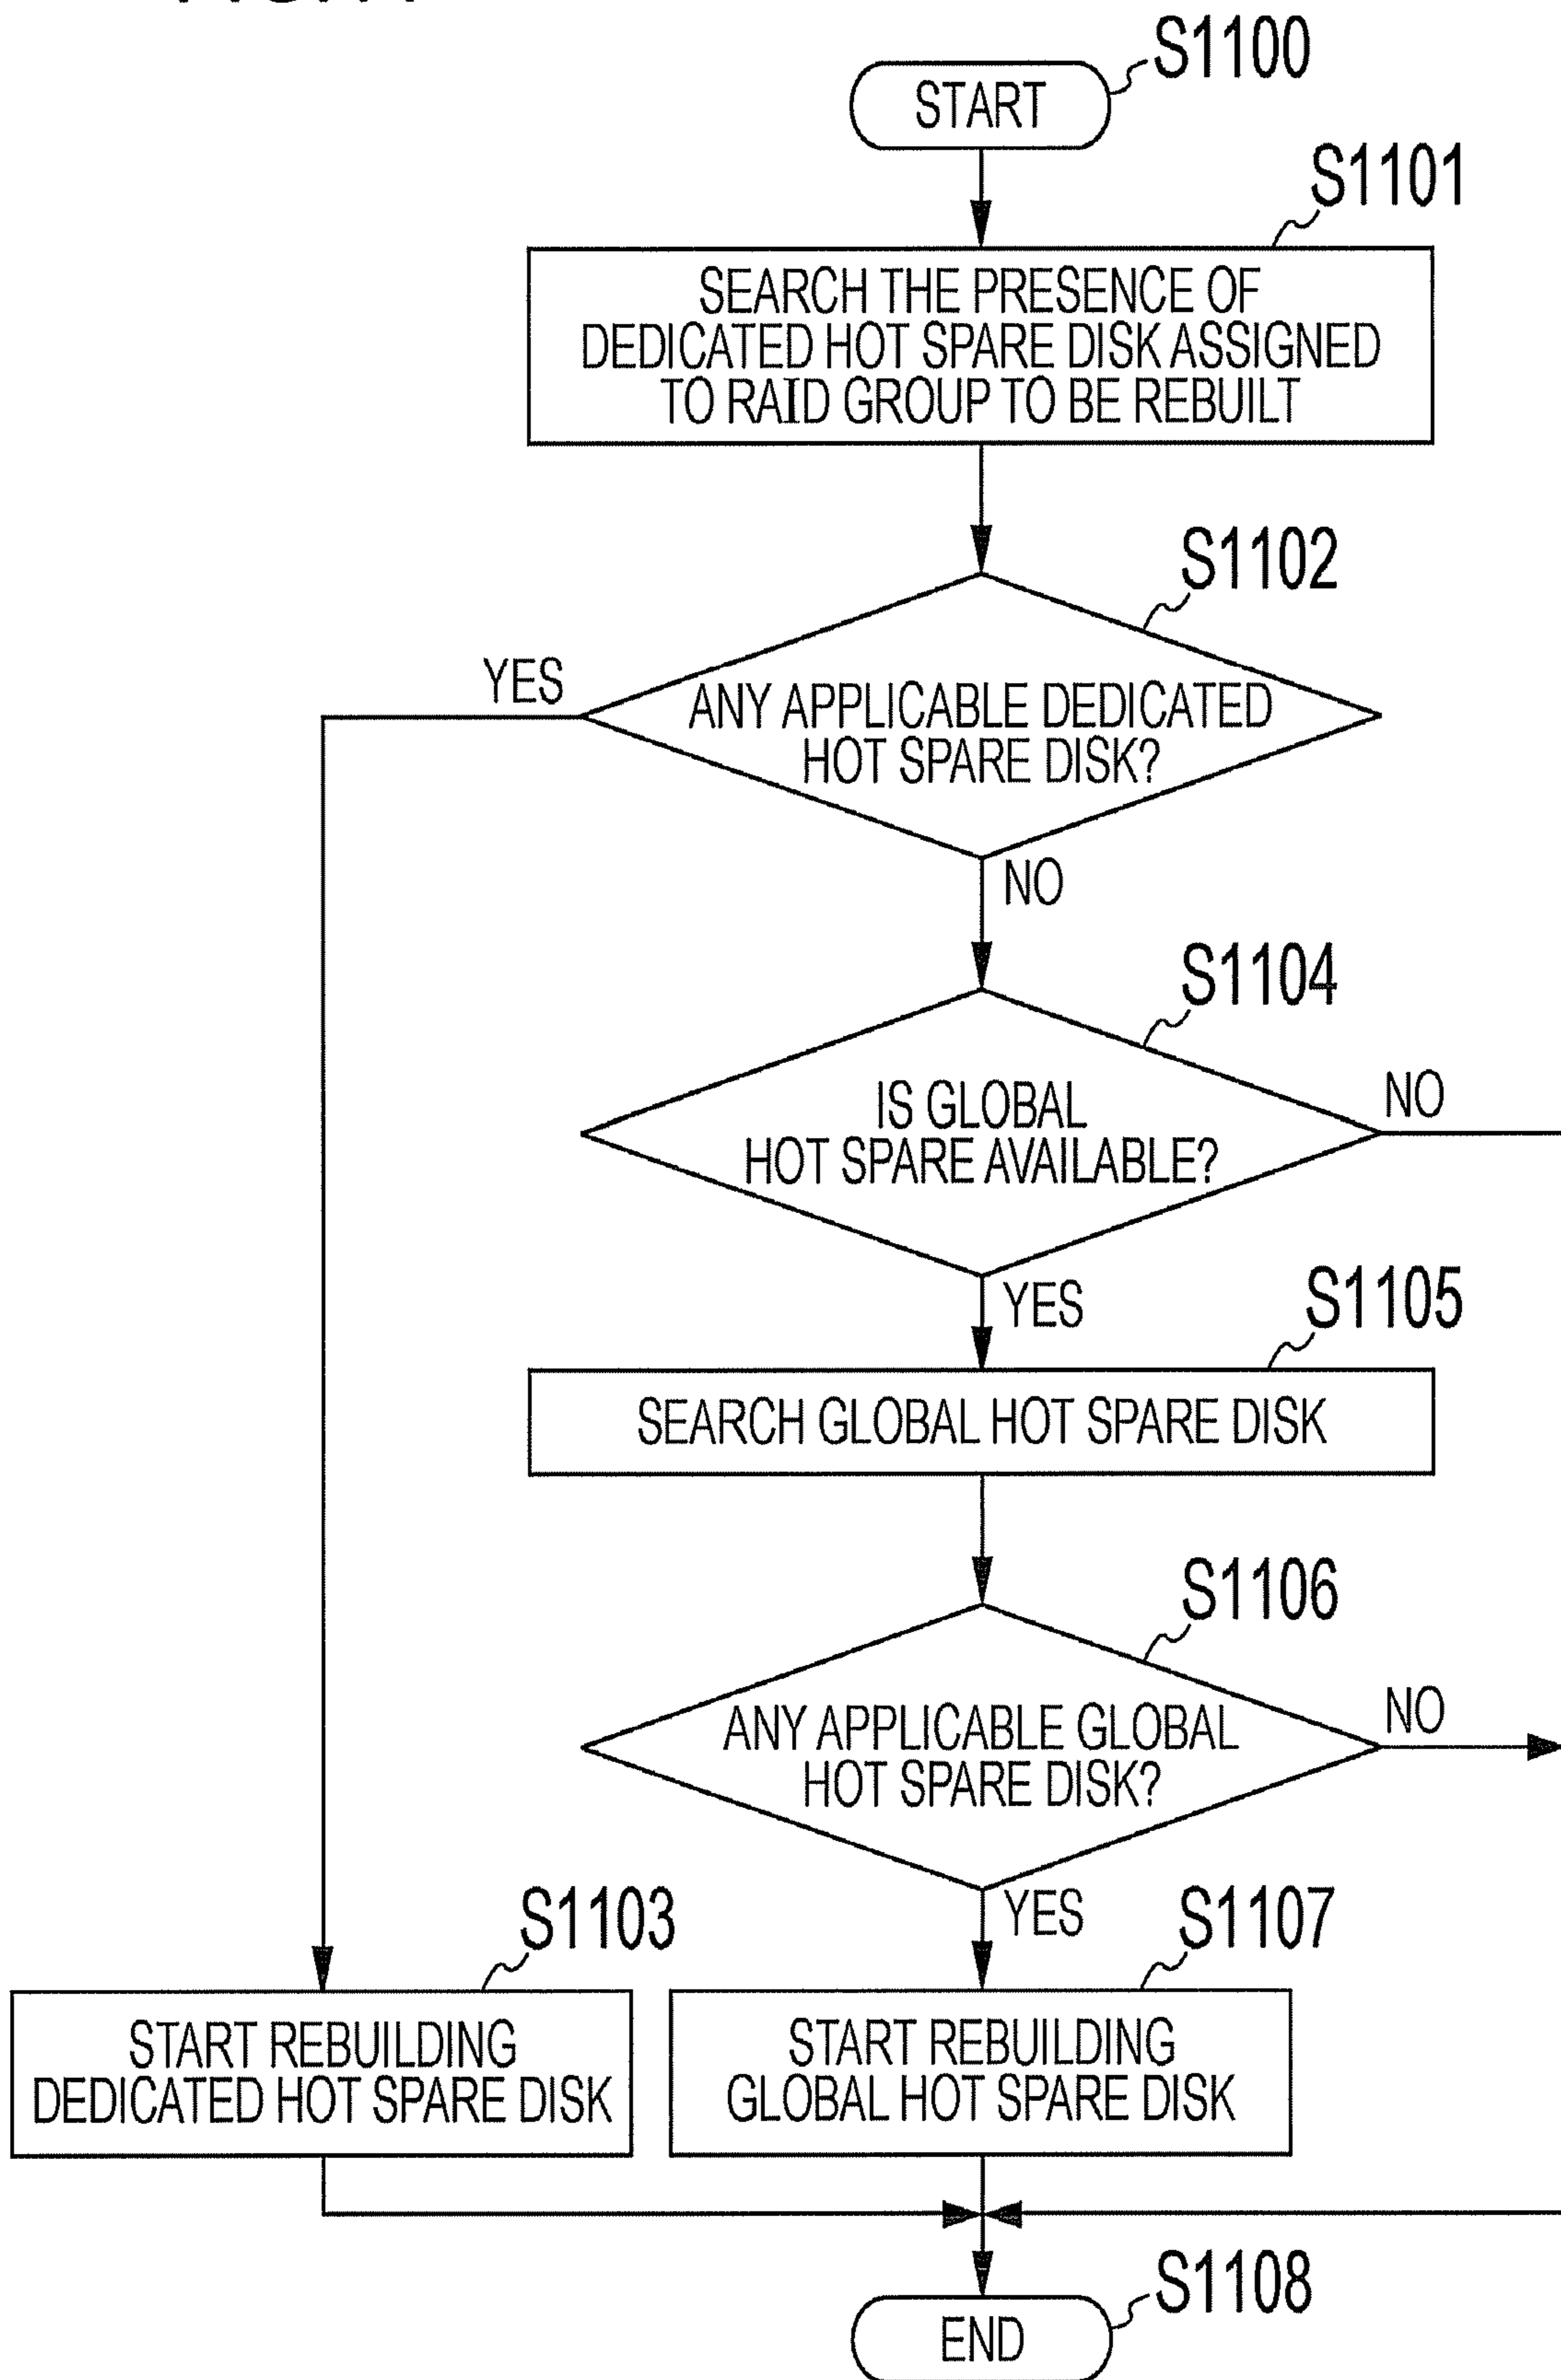 S1100
START
S1101
SEARCH THE PRESENCE OF
DEDICATED HOT SPARE DISK ASSIGNED
TO RAID GROUP TO BE REBUILT
S1102
YES
ANY APPLICABLE DEDICATED
HOT SPARE DISK?
NO
S1104
IS GLOBAL
HOT SPARE AVAILABLE?
NO
YES
S1105
SEARCH GLOBAL HOT SPARE DISK
S1106
ANY APPLICABLE GLOBAL
HOT SPARE DISK?
NO
YES
S1103
START REBUILDING
DEDICATED HOT SPARE DISK
S1107
START REBUILDING
GLOBAL HOT SPARE DISK
S1108
END